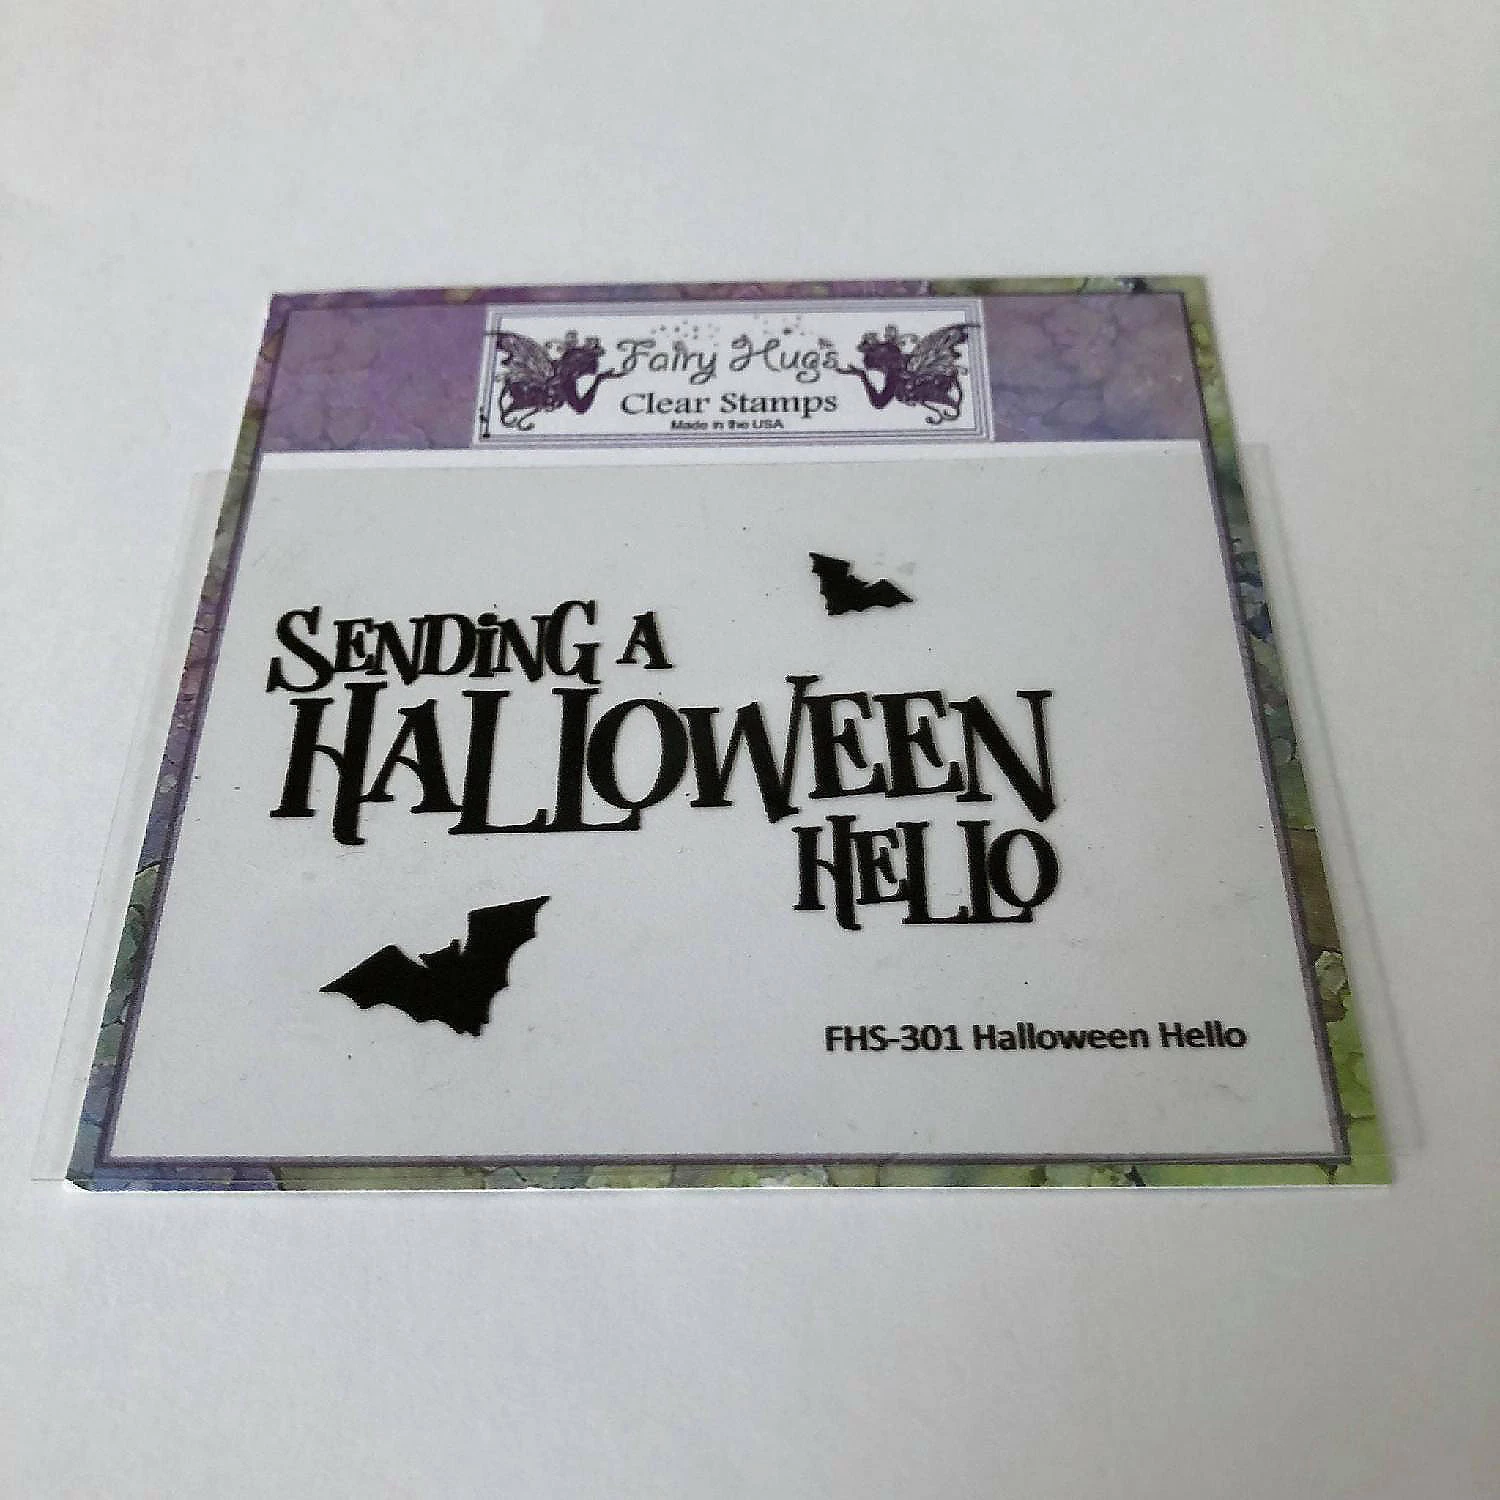 Fairy Hugs
Clear Stamps
Made in the USA
SENDiNG A
HALLOWEEN
HELLO
FHS-301 Halloween Hello